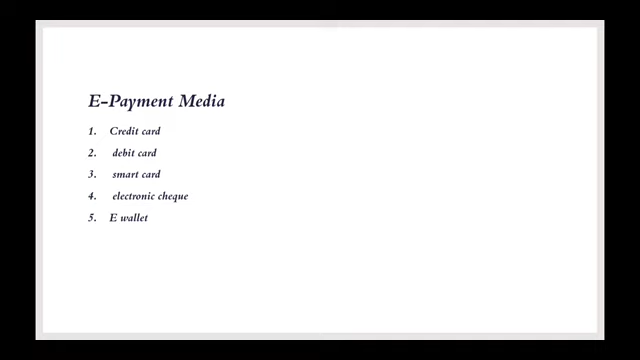 E-Payment Media
1. Credit card
2. debit card
3. smart card
4. electronic cheque
5. E wallet